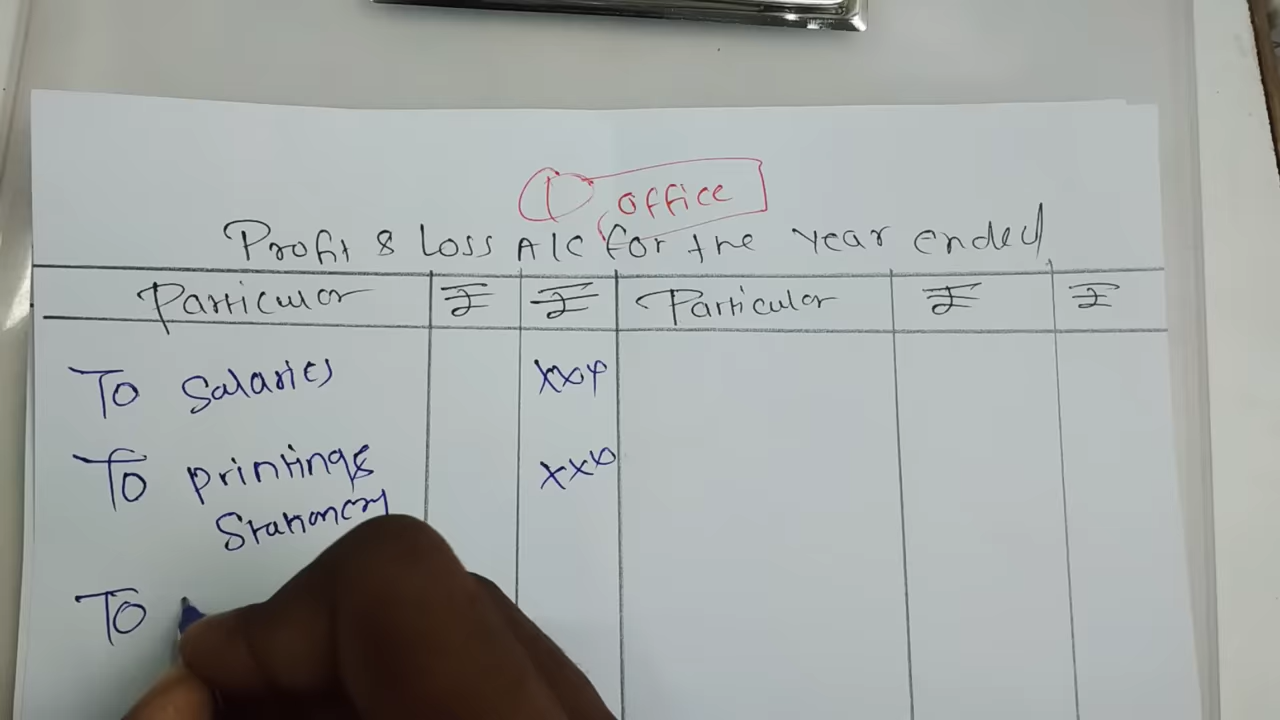 ① office
Profit & Loss A/C for the year ended
Particular ₹ ₹ Particular ₹ ₹
To Salaries xxx
To printing & xxx
Stationery
To